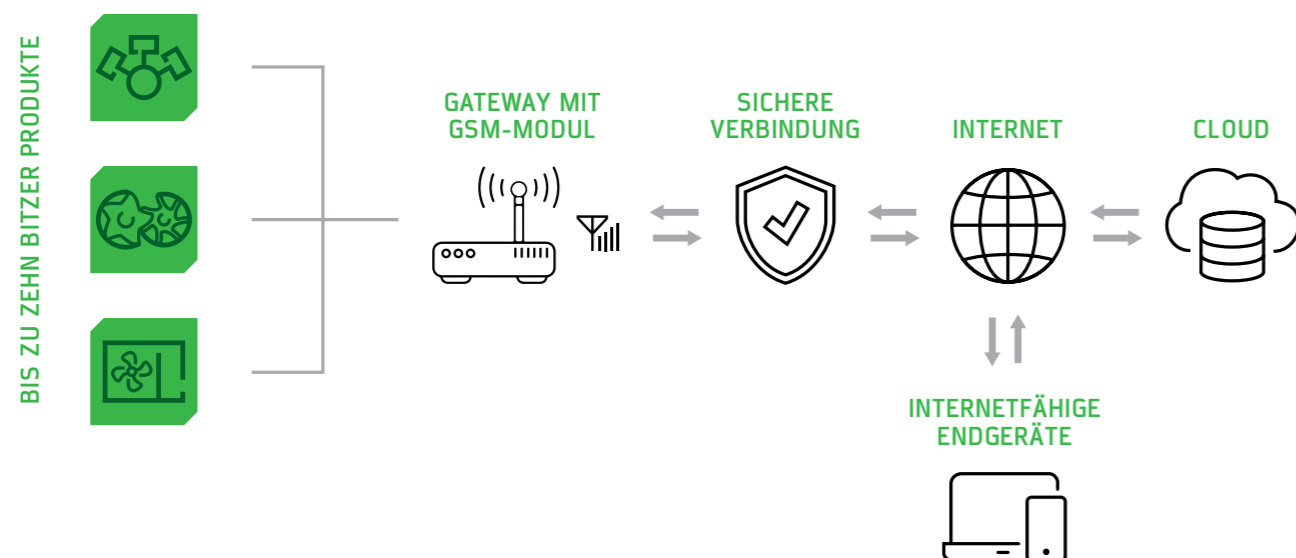 BIS ZU ZEHN BITZER PRODUKTE
GATEWAY MIT
GSM-MODUL
SICHERE
VERBINDUNG
INTERNET
CLOUD
INTERNETFÄHIGE
ENDGERÄTE